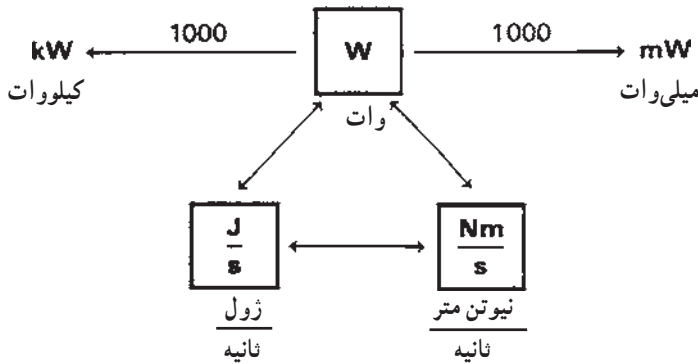 kW 1000 W 1000 mW
کیلووات وات میلی‌وات
J/s Nm/s
ژول نیوتن متر
ثانیه ثانیه